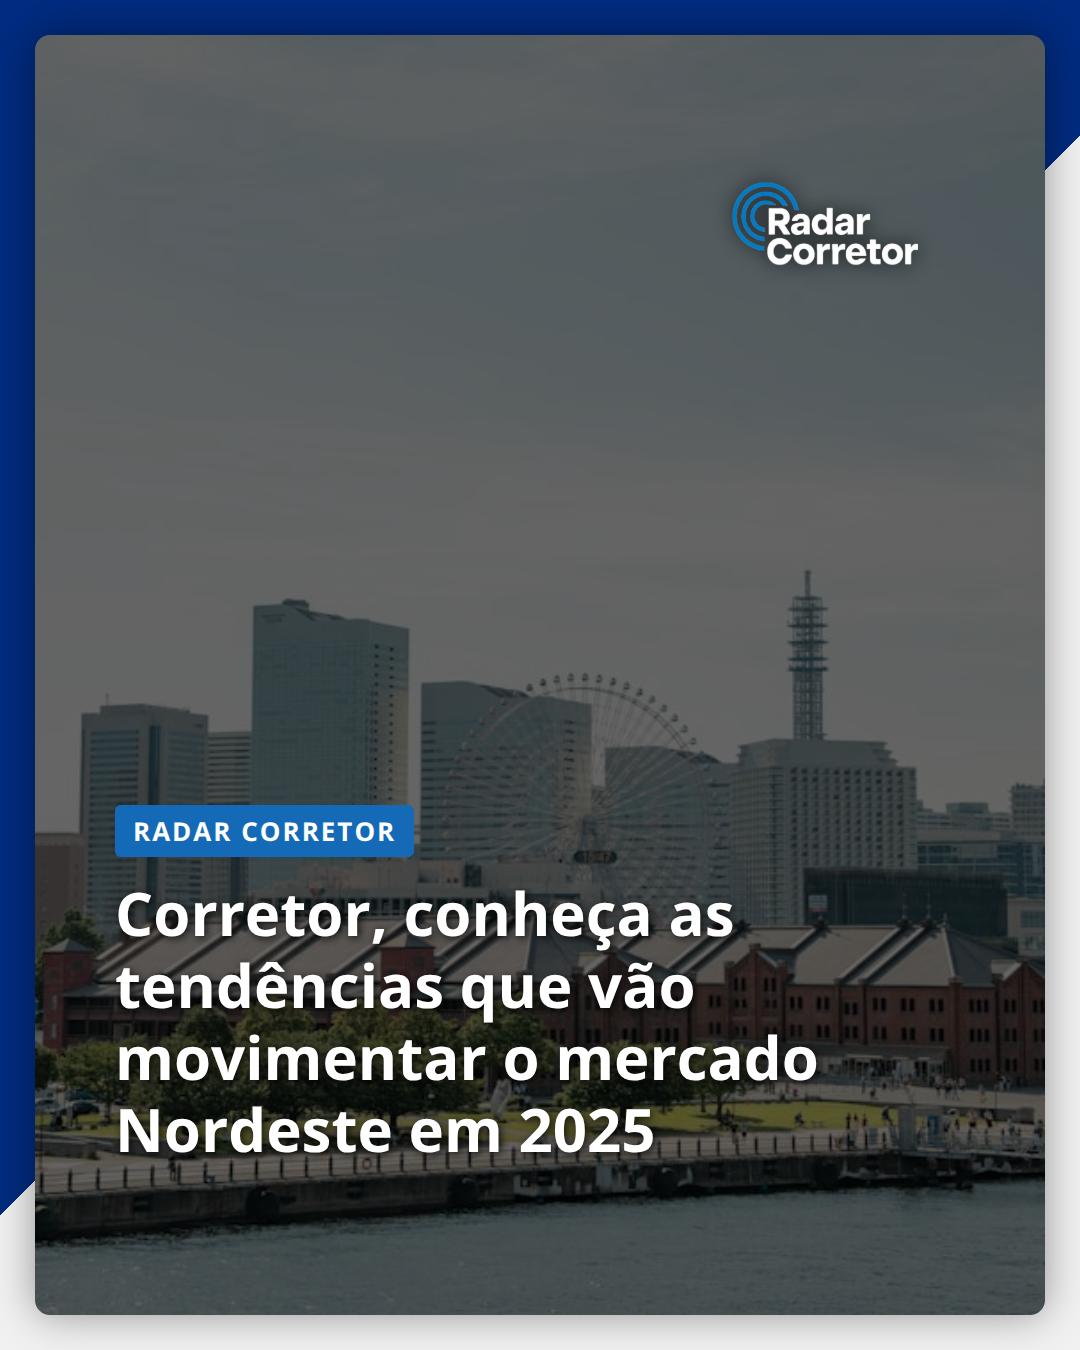 Radar
Corretor
RADAR CORRETOR
Corretor, conheça as
tendências que vão
movimentar o mercado
Nordeste em 2025